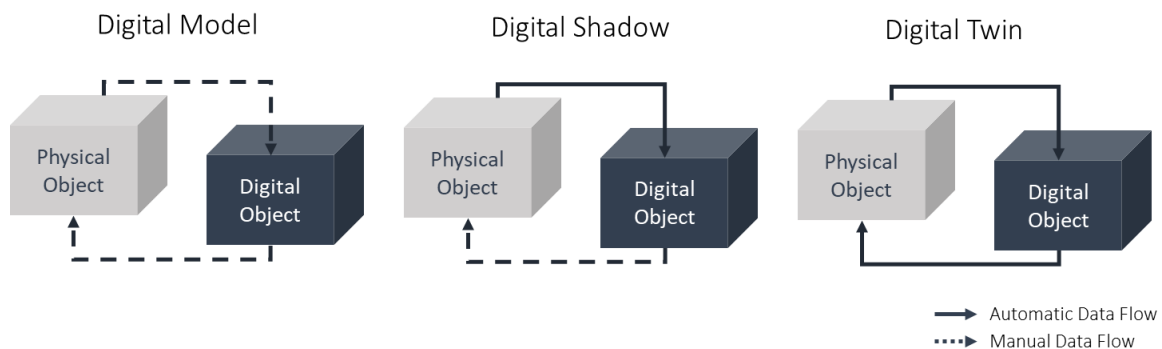 Digital Model
Digital Shadow
Digital Twin
Physical
Object
Digital
Object
Physical
Object
Digital
Object
Physical
Object
Digital
Object
Automatic Data Flow
Manual Data Flow